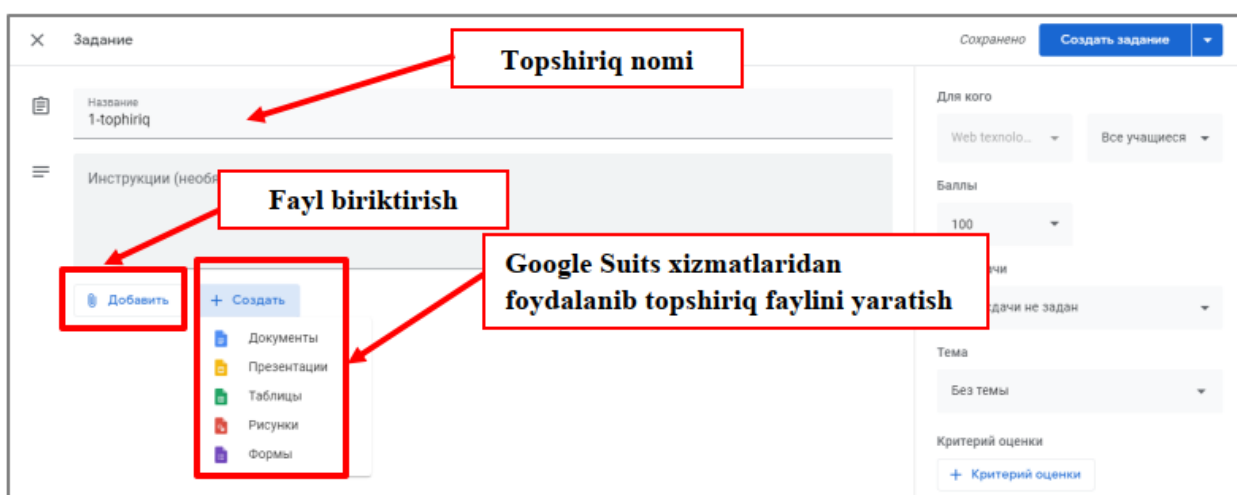 Задание
Topshiriq nomi
Сохранено
Создать задание
Название
1-tophiriq
Для кого
Web texnolo...
Все учащиеся
Инструкции
Fayl biriktirish
Баллы
100
Google Suits xizmatlaridan
foydalanib topshiriq faylini yaratish
не задан
Добавить
+ Создать
Документы
Презентации
Таблицы
Рисунки
Формы
Тема
Без темы
Критерий оценки
+ Критерий оценки